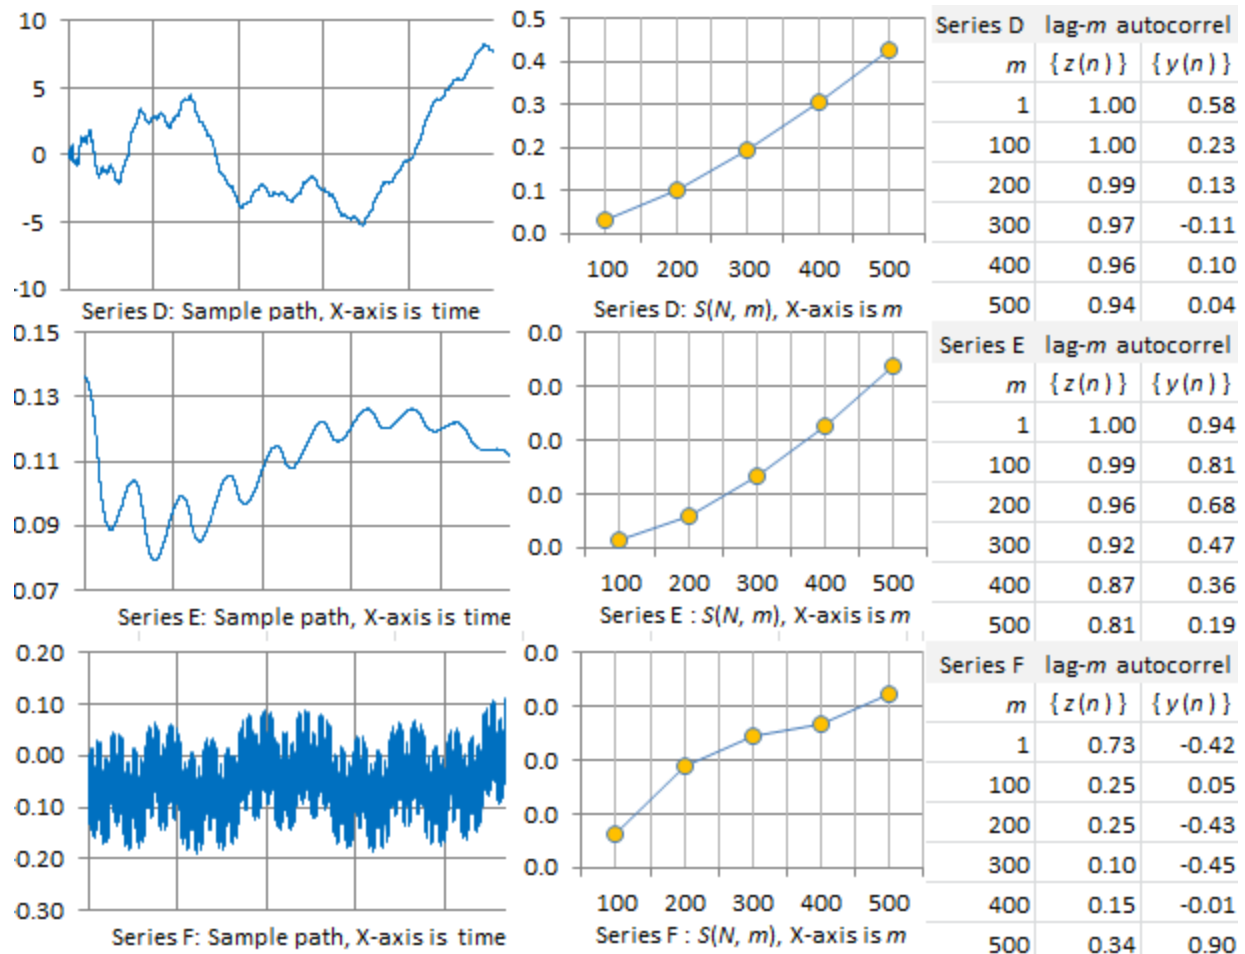 10
5
0
-5
-10
Series D: Sample path, X-axis is time
0.5
0.4
0.3
0.2
0.1
0.0
100 200 300 400 500
Series D: S(N, m), X-axis is m
Series D lag-m autocorrel
m {z(n)} {y(n)}
1 1.00 0.58
100 1.00 0.23
200 0.99 0.13
300 0.97 -0.11
400 0.96 0.10
500 0.94 0.04
0.15
0.13
0.11
0.09
0.07
Series E: Sample path, X-axis is time
0.0
0.0
0.0
0.0
0.0
100 200 300 400 500
Series E : S(N, m), X-axis is m
Series E lag-m autocorrel
m {z(n)} {y(n)}
1 1.00 0.94
100 0.99 0.81
200 0.96 0.68
300 0.92 0.47
400 0.87 0.36
500 0.81 0.19
0.20
0.10
0.00
0.10
0.20
0.30
Series F: Sample path, X-axis is time
0.0
0.0
0.0
0.0
0.0
100 200 300 400 500
Series F : S(N, m), X-axis is m
Series F lag-m autocorrel
m {z(n)} {y(n)}
1 0.73 -0.42
100 0.25 0.05
200 0.25 -0.43
300 0.10 -0.45
400 0.15 -0.01
500 0.34 0.90